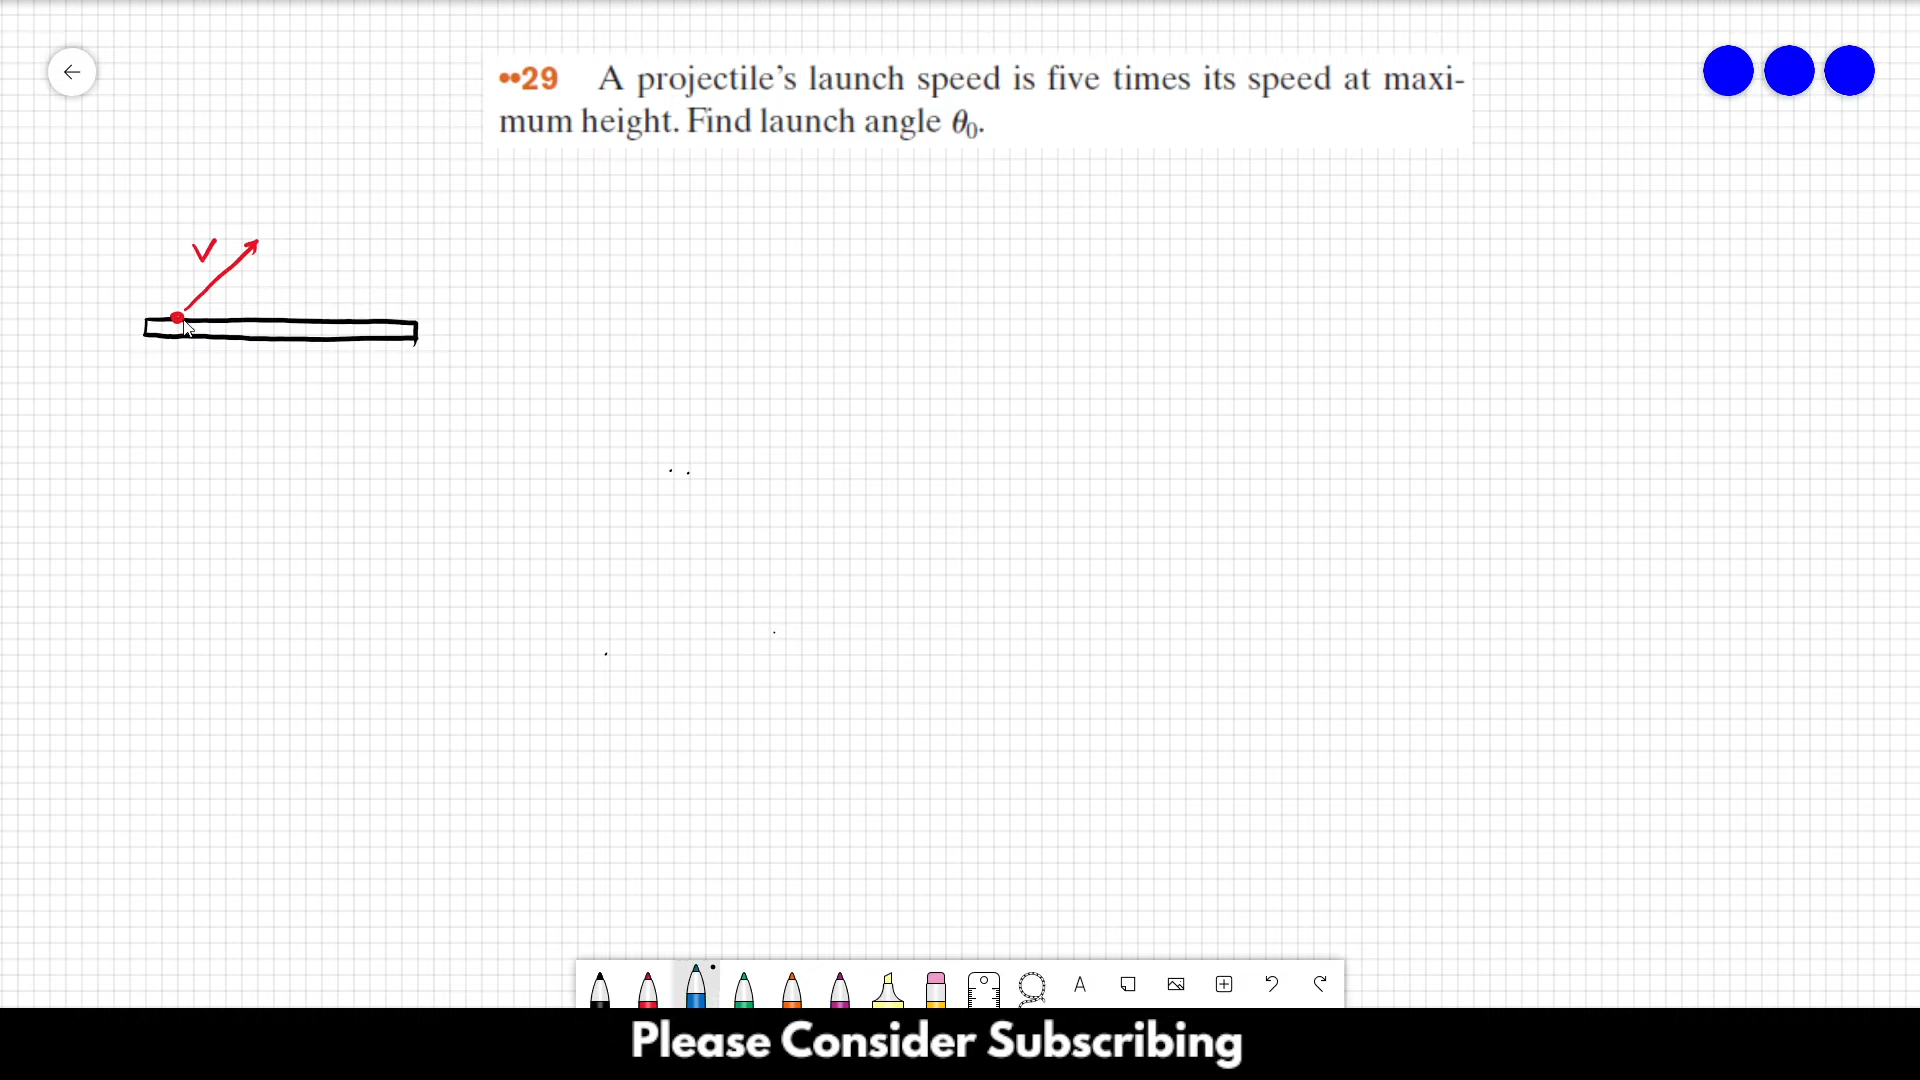 ••29 A projectile's launch speed is five times its speed at maxi-
mum height. Find launch angle θ₀.
V
A
Please Consider Subscribing